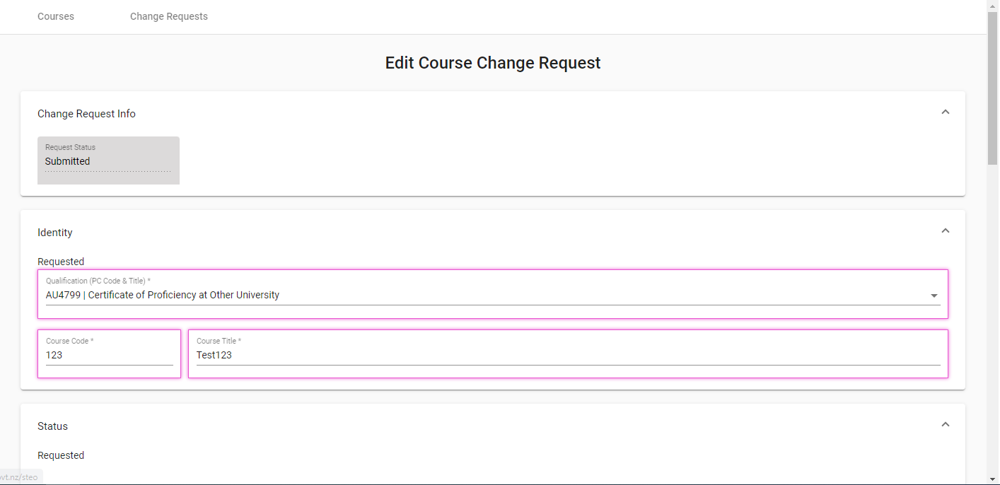 Courses Change Requests
Edit Course Change Request
Change Request Info
Request Status
Submitted
Identity
Requested
Qualification (PC Code & Title) *
AU4799 | Certificate of Proficiency at Other University
Course Code * Course Title *
123 Test123
Status
Requested
vt.nz/steo